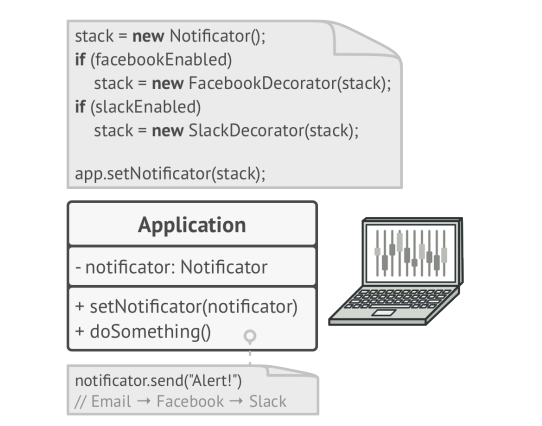 stack = new Notificator();
if (facebookEnabled)
stack = new FacebookDecorator(stack);
if (slackEnabled)
stack = new SlackDecorator(stack);
app.setNotificator(stack);
Application
- notificator: Notificator
+ setNotificator(notificator)
+ doSomething()
notificator.send("Alert!")
// Email → Facebook → Slack